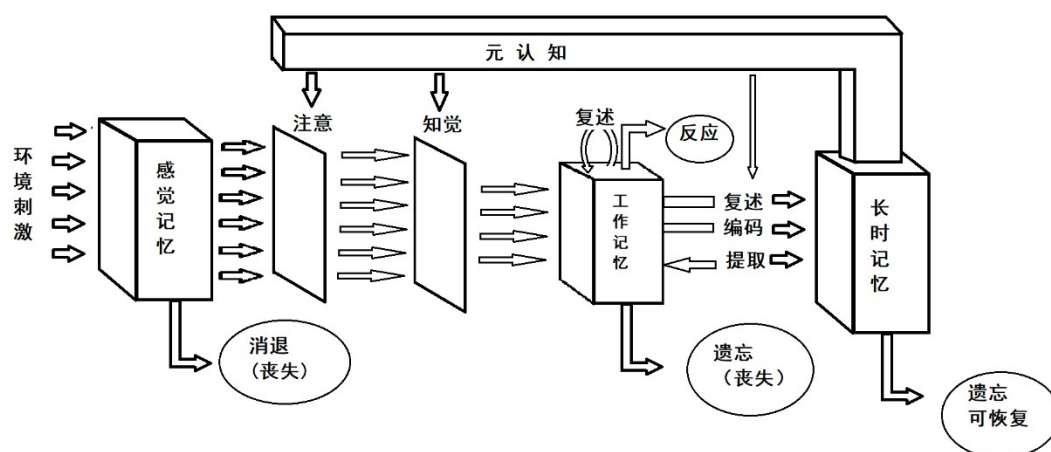 元认知
注意
知觉
复述
反应
环境刺激
感觉记忆
工作记忆
复述
编码
提取
长时记忆
消退
(丧失)
遗忘
(丧失)
遗忘
可恢复